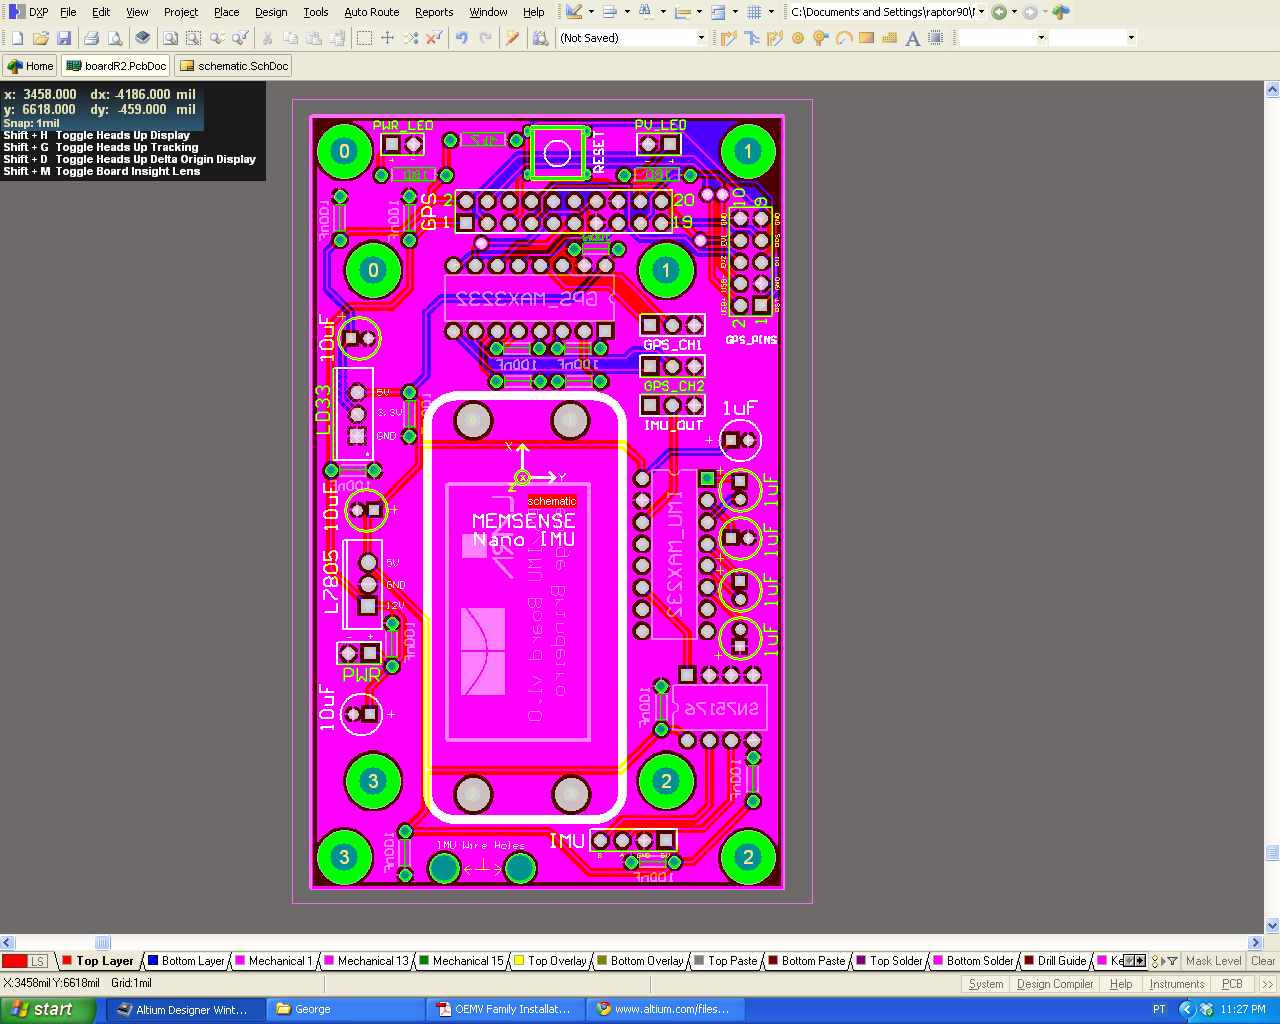 DXP File Edit View Project Place Design Tools Auto Route Reports Window Help C:\Documents and Settings\raptor90\
(Not Saved)
Home boardR2.PcbDoc schematic.SchDoc
x: 3458.000 dx: -4186.000 mil
y: 6618.000 dy: -459.000 mil
Snap: 1mil
Shift + H Toggle Heads Up Display
Shift + G Toggle Heads Up Tracking
Shift + D Toggle Heads Up Delta Origin Display
Shift + M Toggle Board Insight Lens
PWR_LED
PV_LED
RESET
0
1
GPS
2
20
1
19
10
9
100nF
100nF
0
1
GPS_MAX3232
2
1
GPS_PINS
10uF
GPS_CH1
100nF
100nF
GPS_CH2
LD33
5V
3.3V
GND
IMU_OUT
1uF
0
1
X
Y
Z
100nF
schematic
MEMSENSE
Nano IMU
10uF
IMU_MAX232
1uF
1uF
1uF
1uF
L7805
5V
GND
12V
IMU Board v1.0
100nF
PWR
10uF
100nF
SN75176
3
2
100nF
3
2
100nF
IMU Wire Holes
IMU
100nF
LS Top Layer Bottom Layer Mechanical 1 Mechanical 13 Mechanical 15 Top Overlay Bottom Overlay Top Paste Bottom Paste Top Solder Bottom Solder Drill Guide Ke Mask Level Clear
X:3458mil Y:6618mil Grid:1mil System Design Compiler Help Instruments PCB >>
start Altium Designer Wint... George OEMV Family Installat... www.altium.com/files... PT 11:27 PM